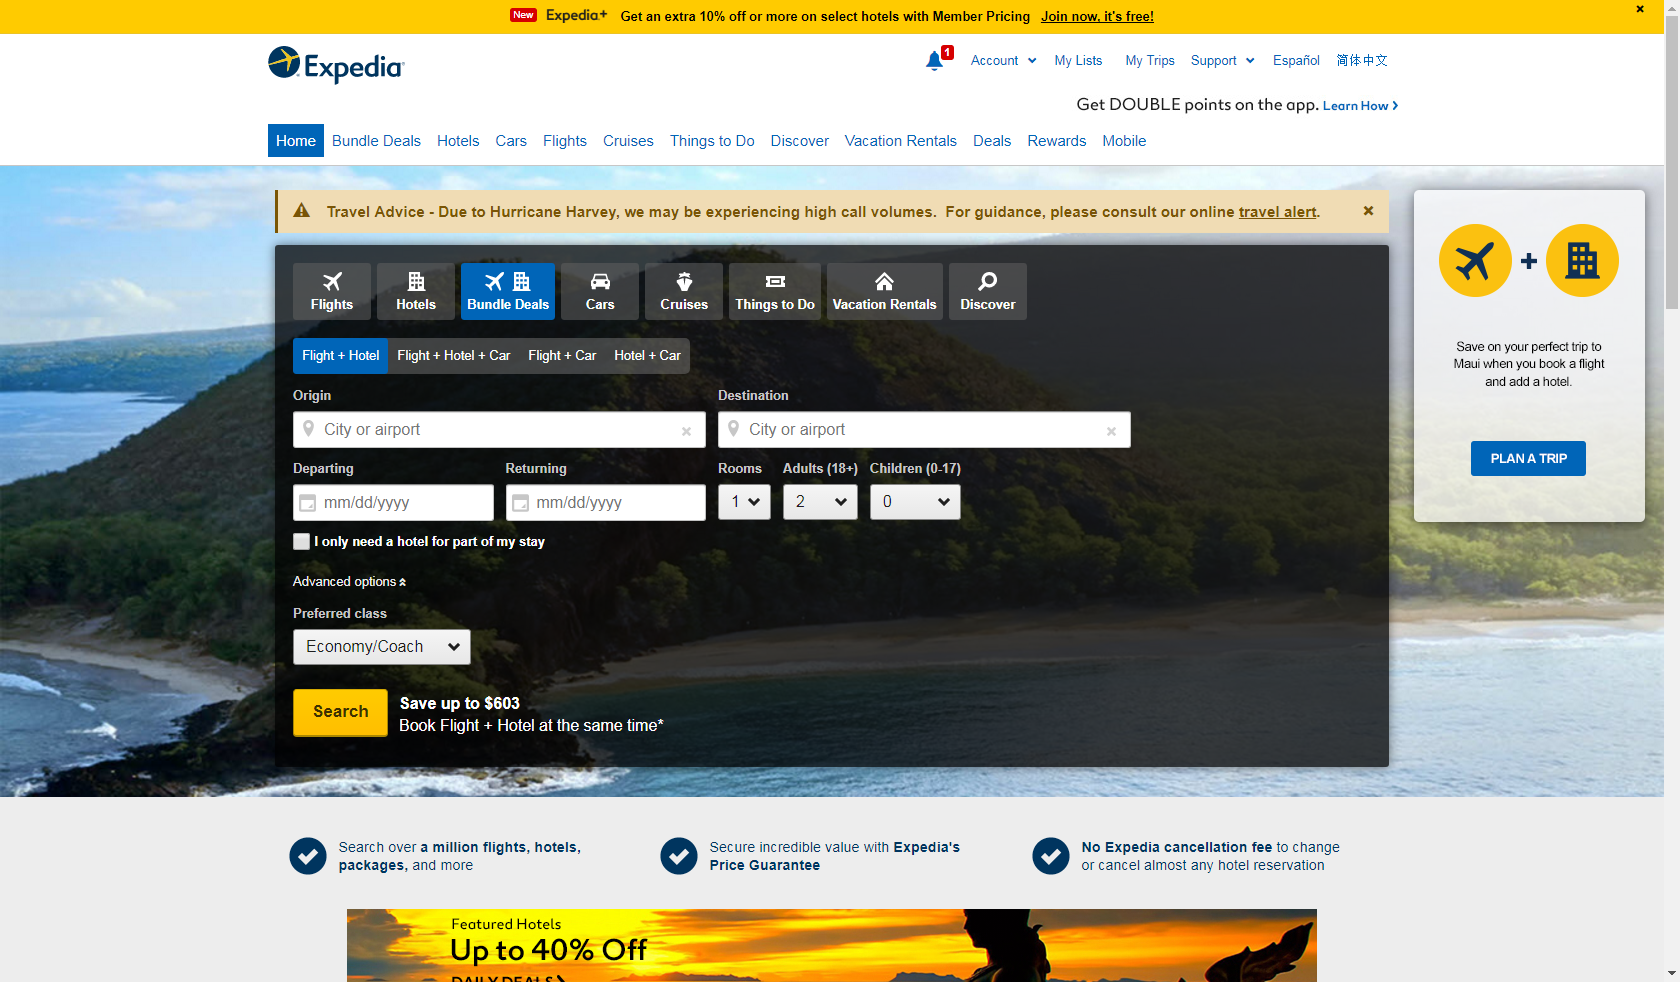 New Expedia+ Get an extra 10% off or more on select hotels with Member Pricing Join now, it's free!
Expedia
1 Account My Lists My Trips Support Español 简体中文
Get DOUBLE points on the app. Learn How
Home Bundle Deals Hotels Cars Flights Cruises Things to Do Discover Vacation Rentals Deals Rewards Mobile
Travel Advice - Due to Hurricane Harvey, we may be experiencing high call volumes. For guidance, please consult our online travel alert.
Flights Hotels Bundle Deals Cars Cruises Things to Do Vacation Rentals Discover
Flight + Hotel Flight + Hotel + Car Flight + Car Hotel + Car
Origin Destination
City or airport City or airport
Departing Returning Rooms Adults (18+) Children (0-17)
mm/dd/yyyy mm/dd/yyyy 1 2 0
I only need a hotel for part of my stay
Advanced options
Preferred class
Economy/Coach
Search
Save up to $603
Book Flight + Hotel at the same time*
Save on your perfect trip to
Maui when you book a flight
and add a hotel.
PLAN A TRIP
Search over a million flights, hotels,
packages, and more
Secure incredible value with Expedia's
Price Guarantee
No Expedia cancellation fee to change
or cancel almost any hotel reservation
Featured Hotels
Up to 40% Off
DAILY DEALS